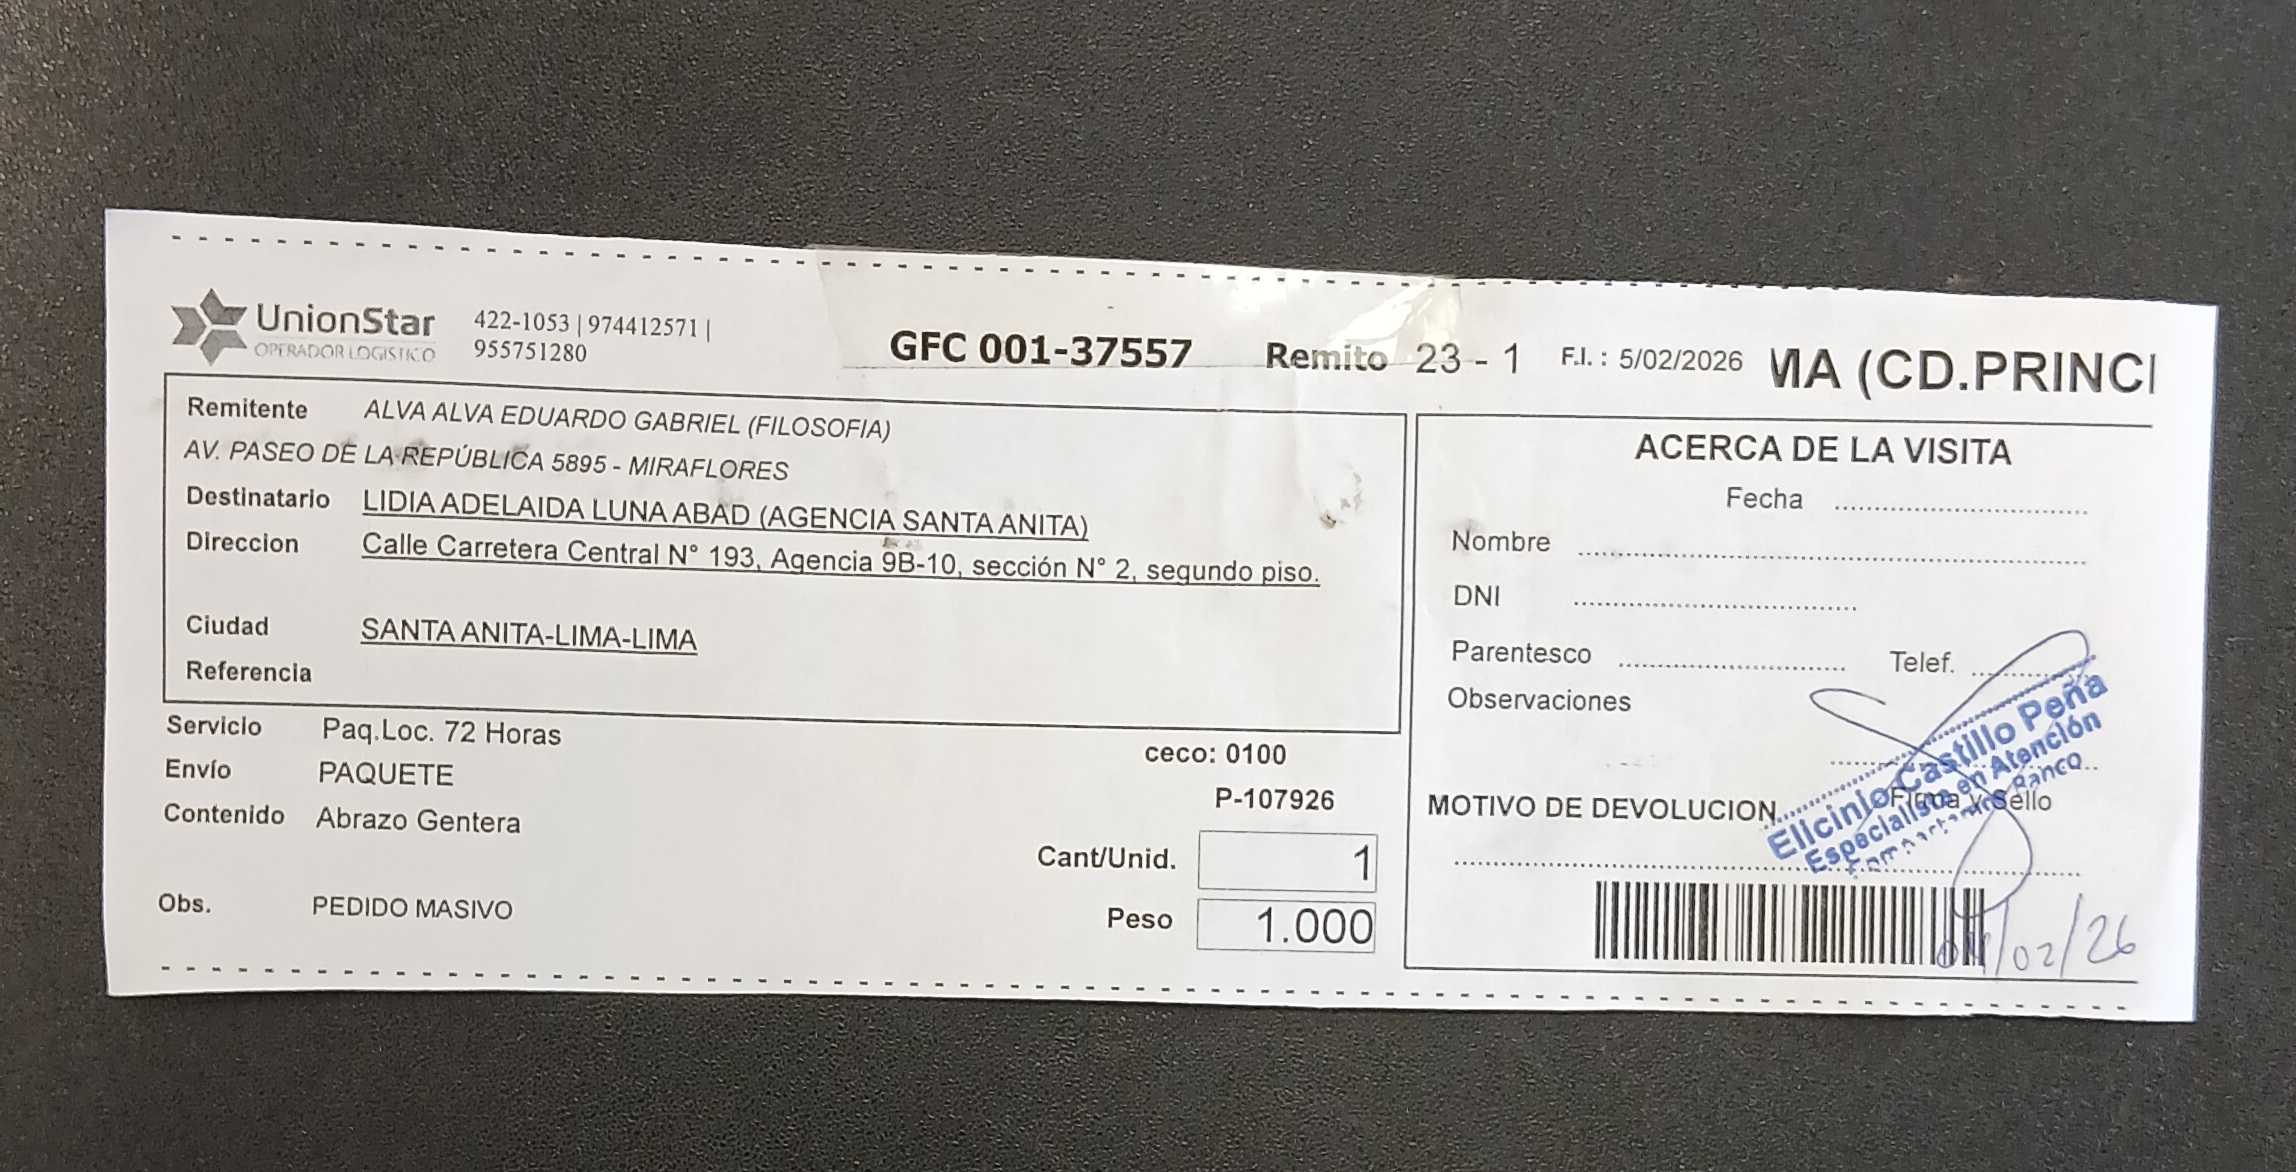 UnionStar
OPERADOR LOGISTICO
422-1053 | 974412571 |
955751280
GFC 001-37557 Remito 23 - 1 F.I. : 5/02/2026 MA (CD.PRINCI
Remitente ALVA ALVA EDUARDO GABRIEL (FILOSOFIA)
AV. PASEO DE LA REPÚBLICA 5895 - MIRAFLORES
Destinatario LIDIA ADELAIDA LUNA ABAD (AGENCIA SANTA ANITA)
Direccion Calle Carretera Central N° 193, Agencia 9B-10, sección N° 2, segundo piso.
Ciudad SANTA ANITA-LIMA-LIMA
Referencia
Servicio Paq.Loc. 72 Horas
Envío PAQUETE
Contenido Abrazo Gentera
Obs. PEDIDO MASIVO
ceco: 0100
P-107926
Cant/Unid. 1
Peso 1.000
ACERCA DE LA VISITA
Fecha
Nombre
DNI
Parentesco Telef.
Observaciones
Firma y Sello
MOTIVO DE DEVOLUCION
Elicinio Castillo Peña
Especialista en Atención
Banco
/02/26